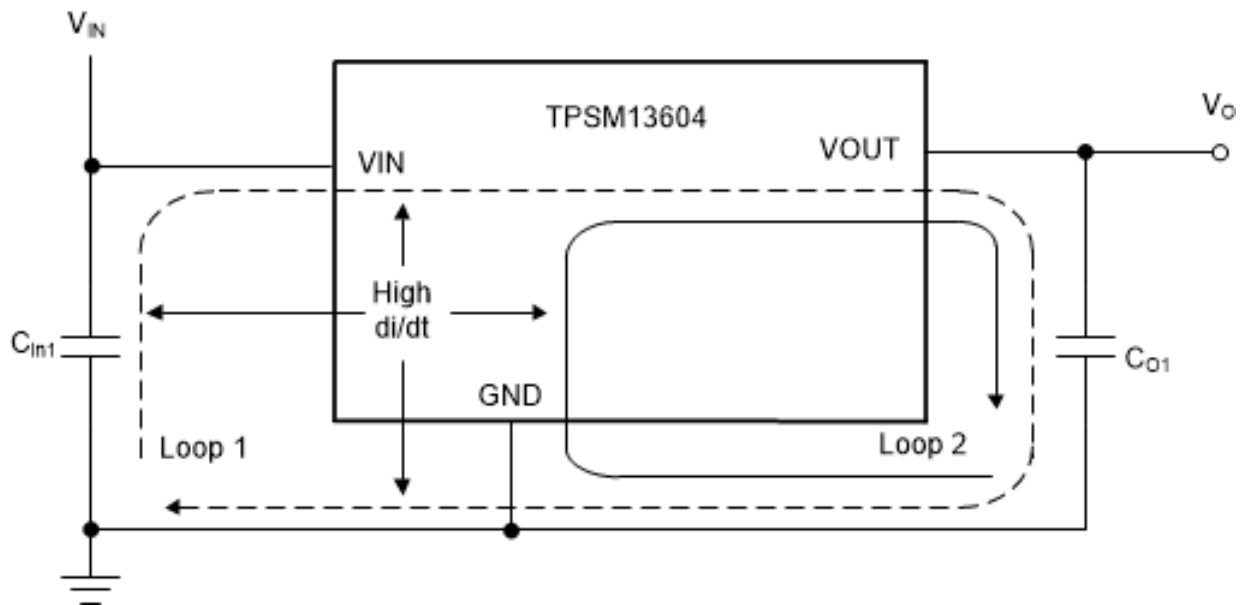 VIN
TPSM13604
VO
VIN
VOUT
High
di/dt
CIn1
CO1
GND
Loop 1
Loop 2